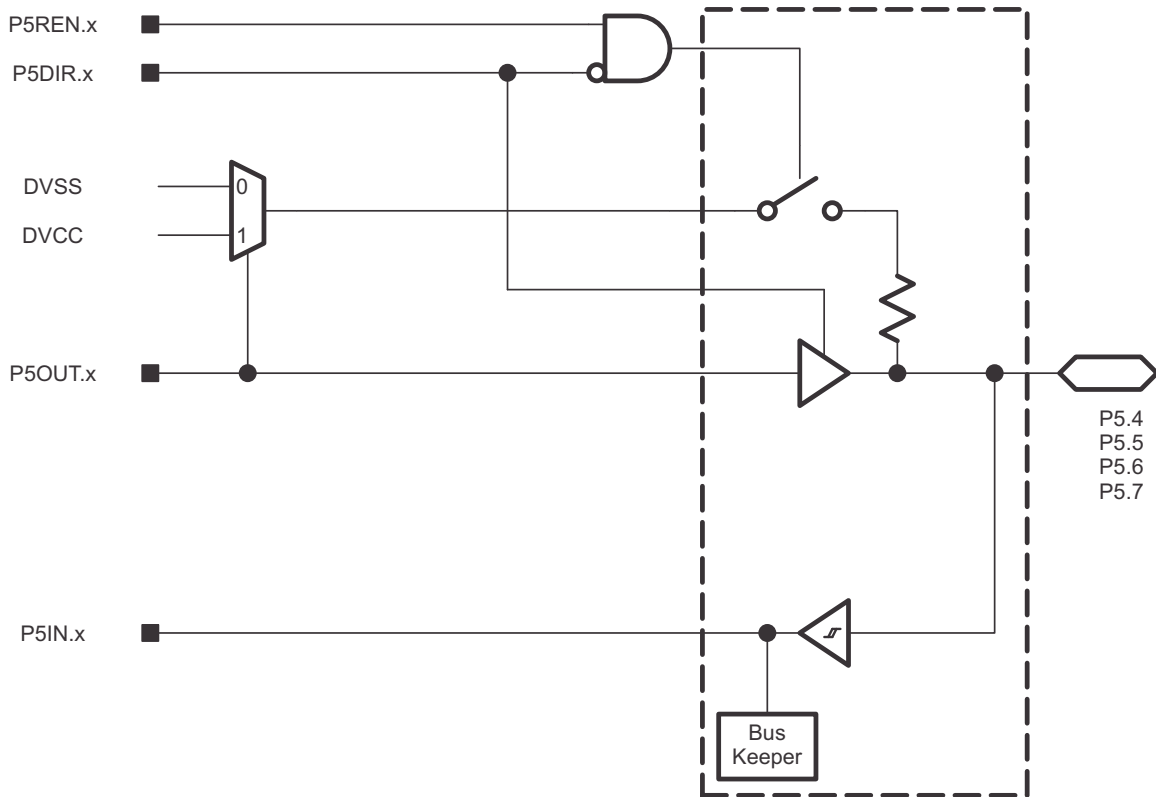 P5REN.x
P5DIR.x
DVSS
0
DVCC
1
P5OUT.x
P5.4
P5.5
P5.6
P5.7
P5IN.x
Bus
Keeper